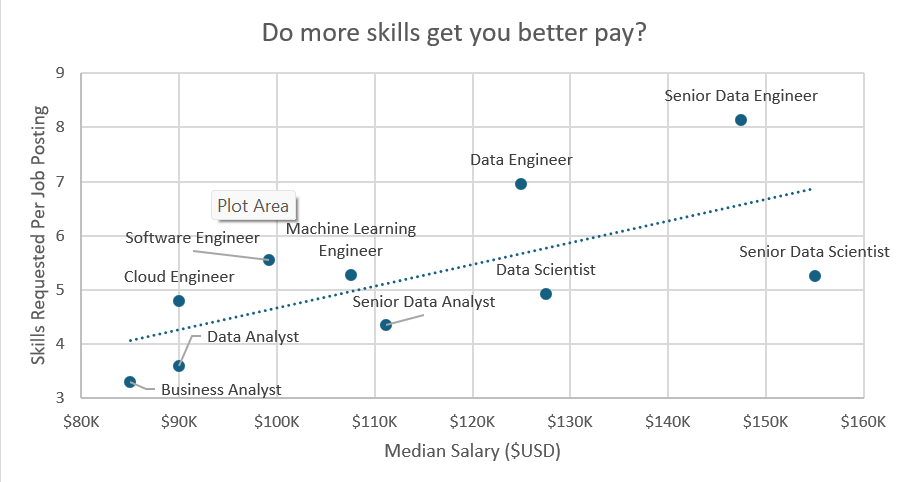 Do more skills get you better pay?
Skills Requested Per Job Posting
9
8
7
6
5
4
3
Senior Data Engineer
Data Engineer
Plot Area
Machine Learning
Engineer
Software Engineer
Senior Data Scientist
Data Scientist
Cloud Engineer
Senior Data Analyst
Data Analyst
Business Analyst
$80K
$90K
$100K
$110K
$120K
$130K
$140K
$150K
$160K
Median Salary ($USD)